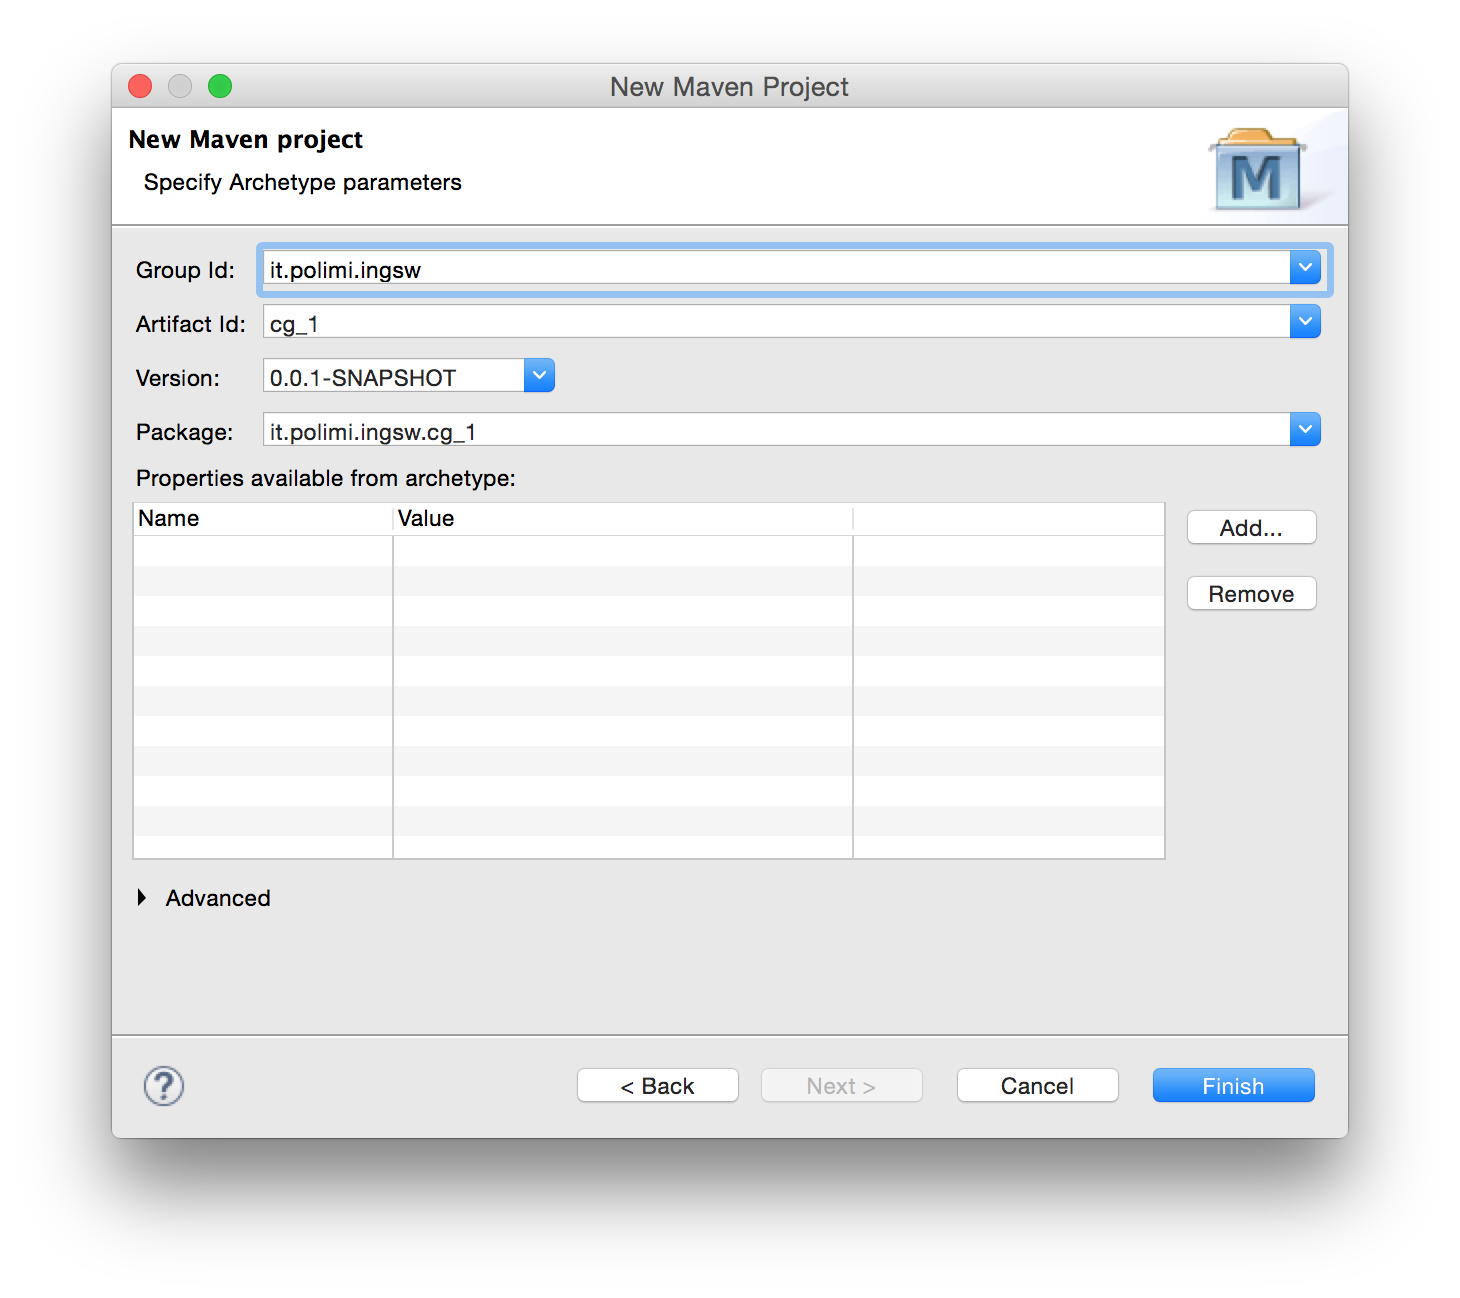 New Maven Project
New Maven project
Specify Archetype parameters
M
Group Id: it.polimi.ingsw
Artifact Id: cg_1
Version: 0.0.1-SNAPSHOT
Package: it.polimi.ingsw.cg_1
Properties available from archetype:
Name Value
Add...
Remove
Advanced
? < Back Next > Cancel Finish